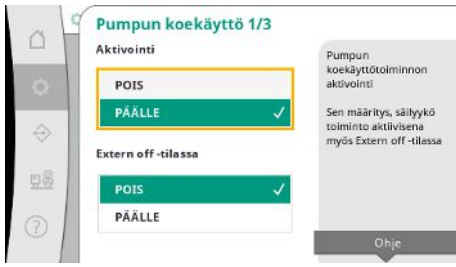 Pumpun koekäyttö 1/3
Aktivointi
POIS
PÄÄLLE
Extern off -tilassa
POIS
PÄÄLLE
Pumpun
koekäyttötoiminnon
aktivointi
Sen määritys, säilyykö
toiminto aktiivisena
myös Extern off -tilassa
Ohje